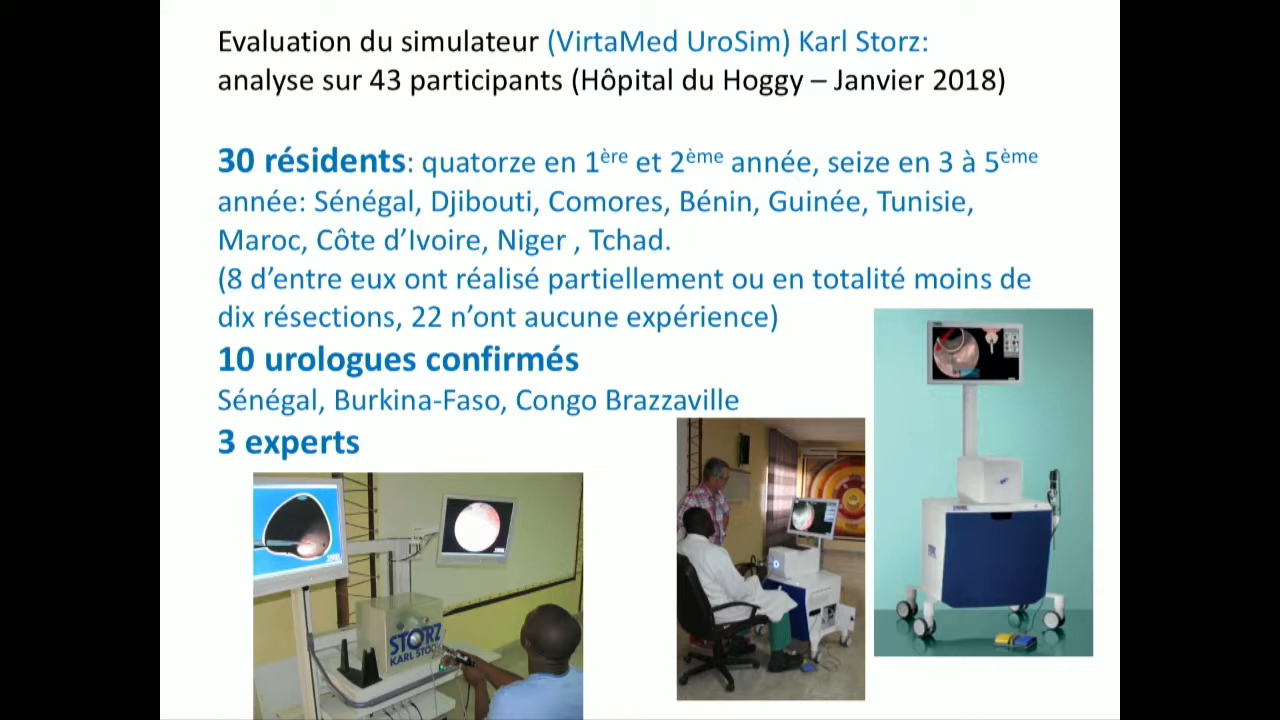 Evaluation du simulateur (VirtaMed UroSim) Karl Storz:
analyse sur 43 participants (Hôpital du Hoggy – Janvier 2018)
30 résidents: quatorze en 1ère et 2ème année, seize en 3 à 5ème
année: Sénégal, Djibouti, Comores, Bénin, Guinée, Tunisie,
Maroc, Côte d’Ivoire, Niger , Tchad.
(8 d’entre eux ont réalisé partiellement ou en totalité moins de
dix résections, 22 n’ont aucune expérience)
10 urologues confirmés
Sénégal, Burkina-Faso, Congo Brazzaville
3 experts
STORZ
KARL STORZ